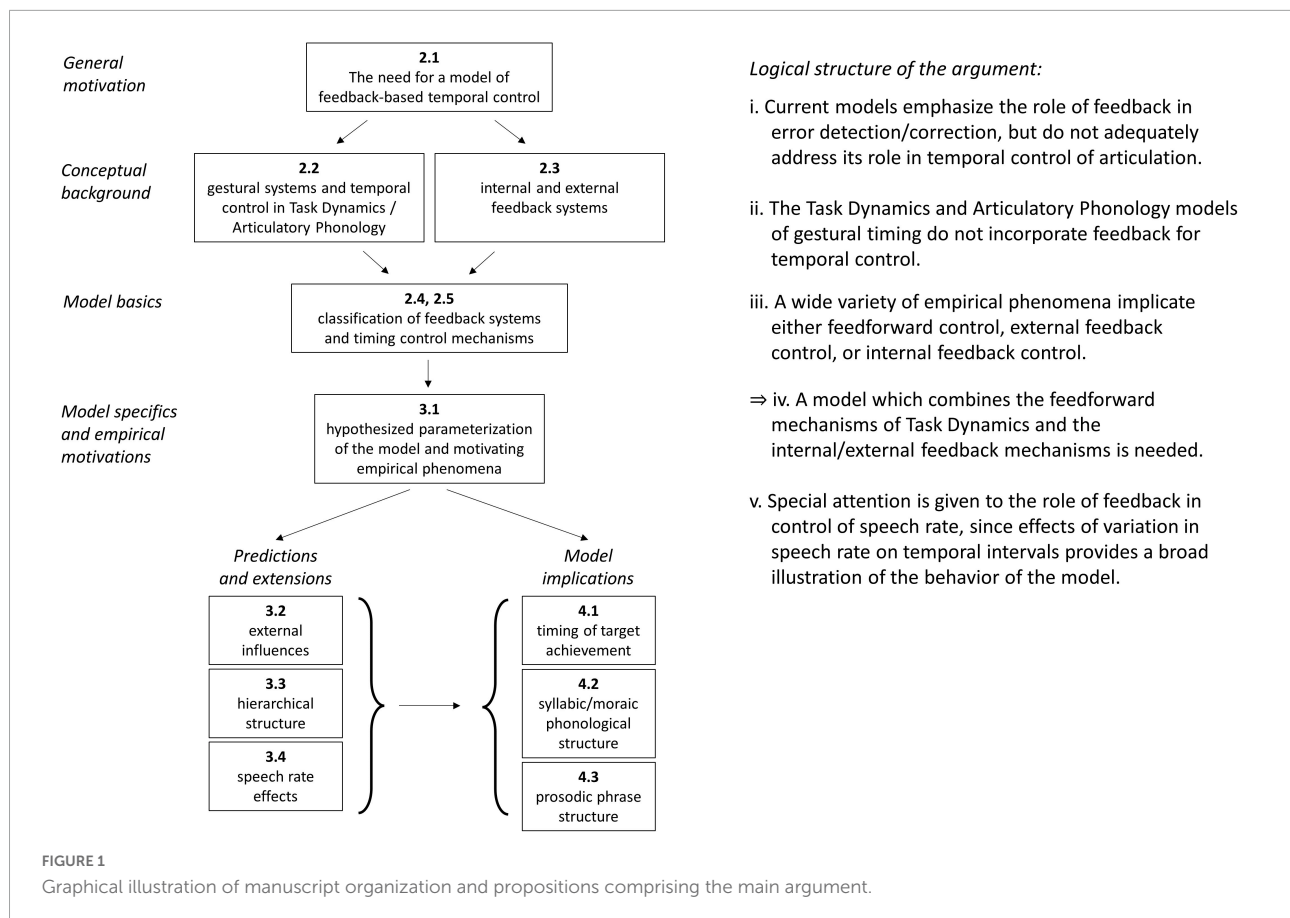 General
motivation
2.1
The need for a model of
feedback-based temporal control
Conceptual
background
2.2
gestural systems and temporal
control in Task Dynamics /
Articulatory Phonology
2.3
internal and external
feedback systems
Model basics
2.4, 2.5
classification of feedback systems
and timing control mechanisms
Model specifics
and empirical
motivations
3.1
hypothesized parameterization
of the model and motivating
empirical phenomena
Predictions
and extensions
3.2
external
influences
3.3
hierarchical
structure
3.4
speech rate
effects
Model
implications
4.1
timing of target
achievement
4.2
syllabic/moraic
phonological
structure
4.3
prosodic phrase
structure
Logical structure of the argument:
i. Current models emphasize the role of feedback in
error detection/correction, but do not adequately
address its role in temporal control of articulation.
ii. The Task Dynamics and Articulatory Phonology models
of gestural timing do not incorporate feedback for
temporal control.
iii. A wide variety of empirical phenomena implicate
either feedforward control, external feedback
control, or internal feedback control.
⇒ iv. A model which combines the feedforward
mechanisms of Task Dynamics and the
internal/external feedback mechanisms is needed.
v. Special attention is given to the role of feedback in
control of speech rate, since effects of variation in
speech rate on temporal intervals provides a broad
illustration of the behavior of the model.
FIGURE 1
Graphical illustration of manuscript organization and propositions comprising the main argument.